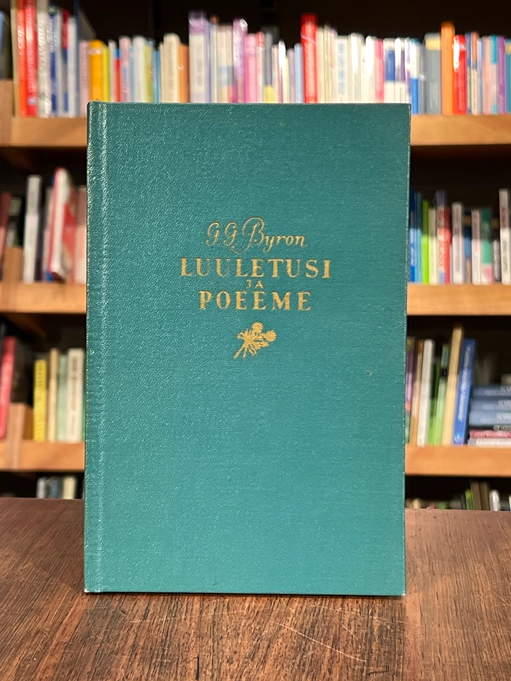 G. G. Byron
LUULETUSI
JA
POEEME